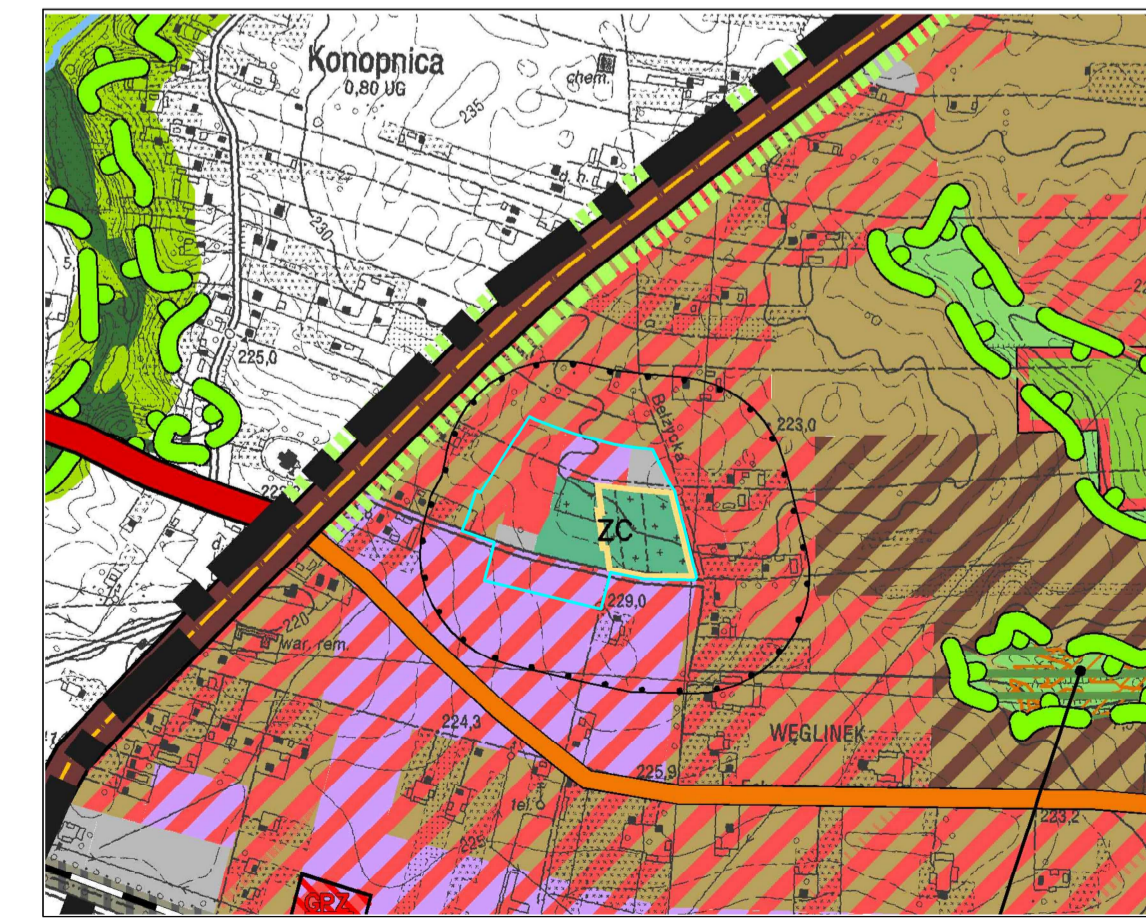 Konopnica
0,80 UG
chem.
235
d. h.
230
225,0
Bełżycka
223,0
ZC
229,0
220
war. rem.
224,3
WĘGLINEK
225,9
tel.
223,2
225
GRZ